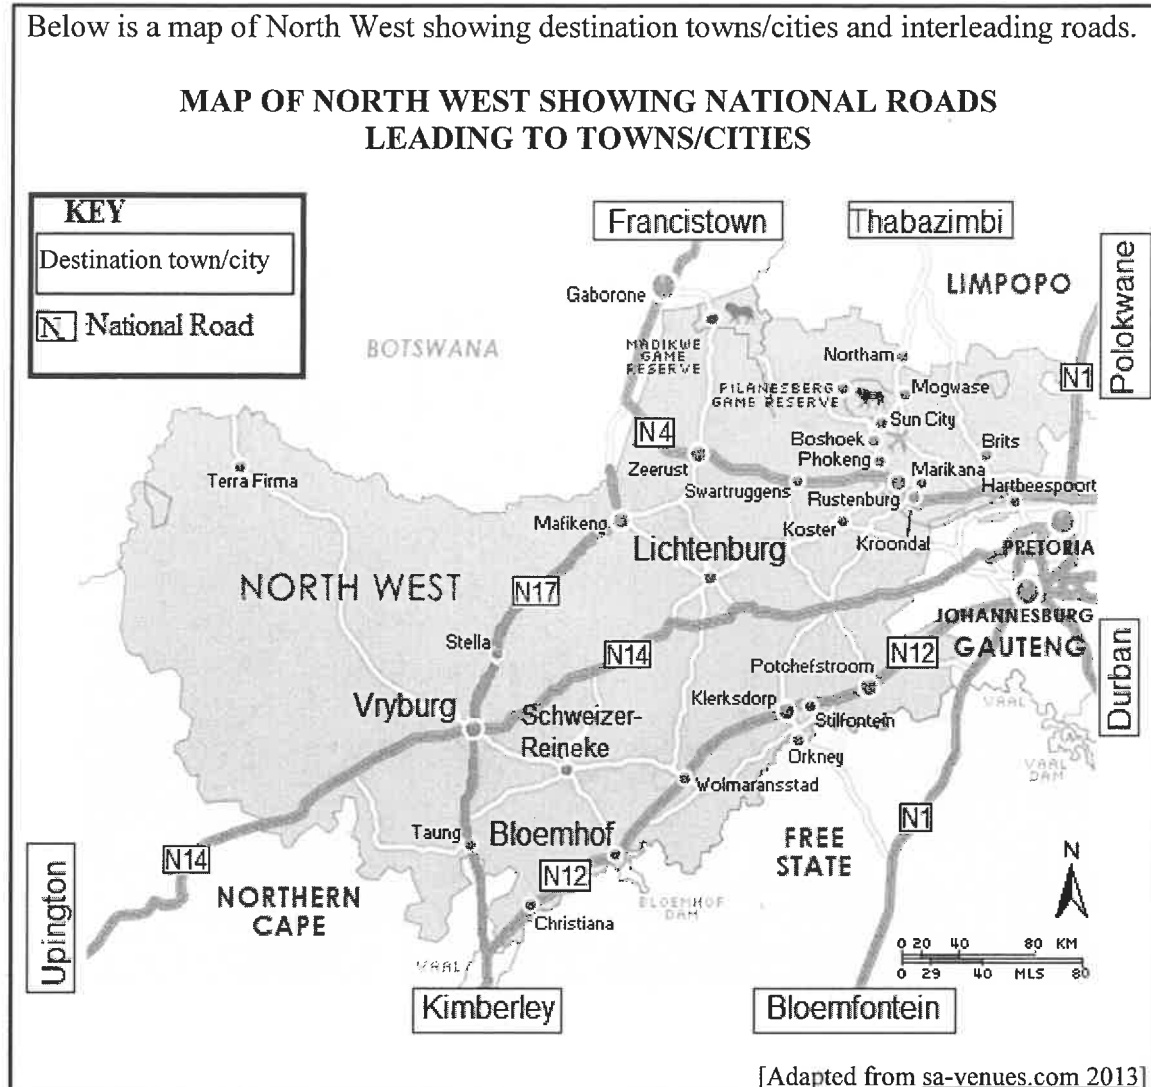 Below is a map of North West showing destination towns/cities and interleading roads.
MAP OF NORTH WEST SHOWING NATIONAL ROADS
LEADING TO TOWNS/CITIES
KEY
Destination town/city
N National Road
Francistown
Thabazimbi
Polokwane
LIMPOPO
Gaborone
BOTSWANA
MADIKWE
GAME
RESERVE
Northam
N1
PILANESBERG
GAME RESERVE
Mogwase
Sun City
N4
Boshoek
Brits
Zeerust
Phokeng
Marikana
Terra Firma
Swartruggens
Rustenburg
Hartbeespoort
Mafikeng
Koster
Kroondal
Lichtenburg
PRETORIA
NORTH WEST
N17
JOHANNESBURG
GAUTENG
Stella
N14
N12
Potchefstroom
Durban
Vryburg
Klerksdorp
Schweizer-
Reineke
Stilfontein
VAAL
Orkney
VAAL
DAM
Wolmaransstad
Taung
Bloemhof
N1
FREE
STATE
N14
N12
N
Upington
NORTHERN
CAPE
BLOEMHOF
DAM
Christiana
0 20 40 80 KM
0 29 40 MLS 80
VAAL
Kimberley
Bloemfontein
[Adapted from sa-venues.com 2013]